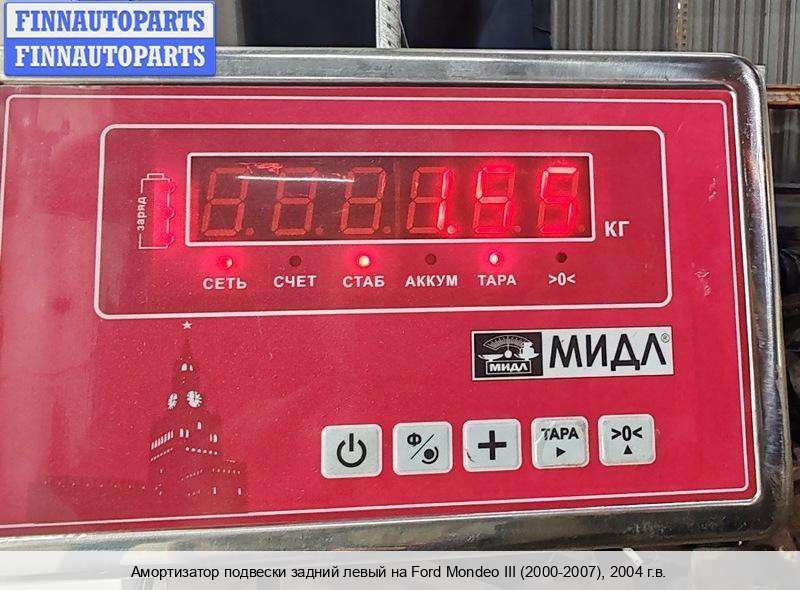 FINNAUTOPARTS
FINNAUTOPARTS
заряд
1.95
КГ
СЕТЬ СЧЕТ СТАБ АККУМ ТАРА >0<
МИДЛ МИДЛ®
Ф
ТАРА >0<
Амортизатор подвески задний левый на Ford Mondeo III (2000-2007), 2004 г.в.